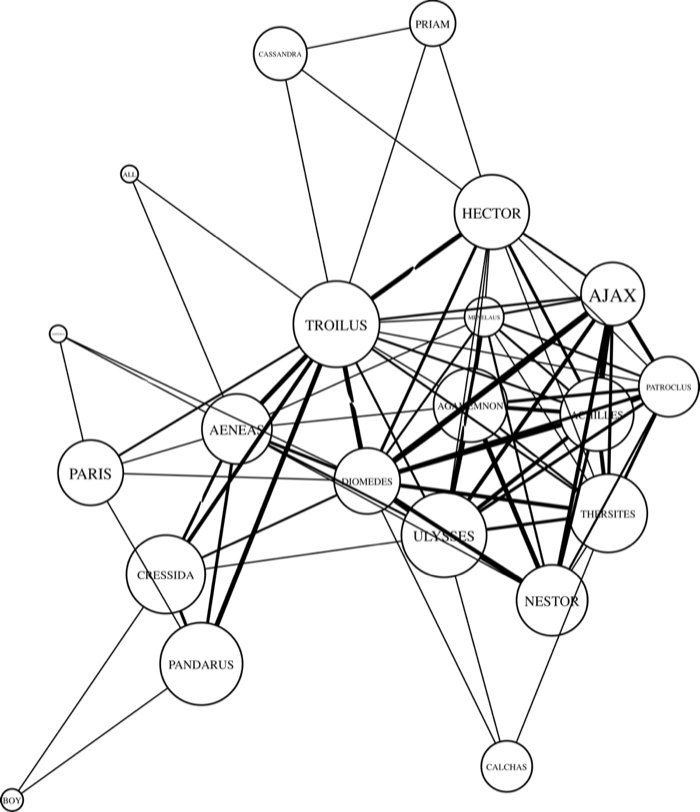 PRIAM
CASSANDRA
ALL
HECTOR
AJAX
MENELAUS
TROILUS
PATROCLUS
AGAMEMNON
ACHILLES
AENEAS
PARIS
DIOMEDES
THERSITES
ULYSSES
CRESSIDA
NESTOR
PANDARUS
CALCHAS
BOY